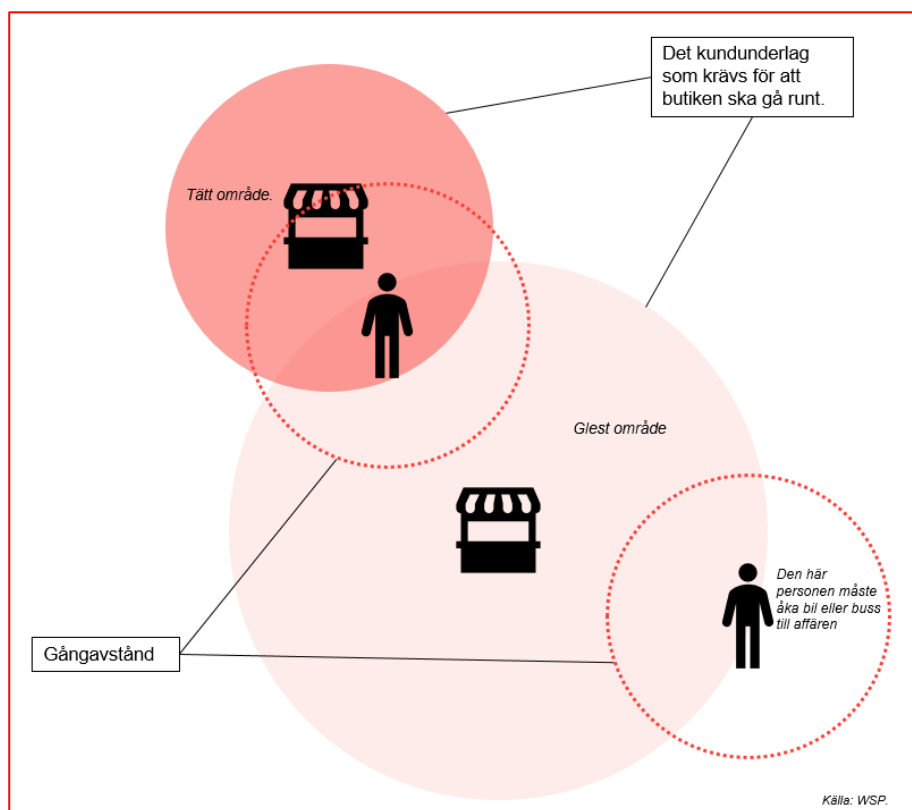 Det kundunderlag
som krävs för att
butiken ska gå runt.
Tätt område.
Glest område
Den här
personen måste
åka bil eller buss
till affären
Gångavstånd
Källa: WSP.